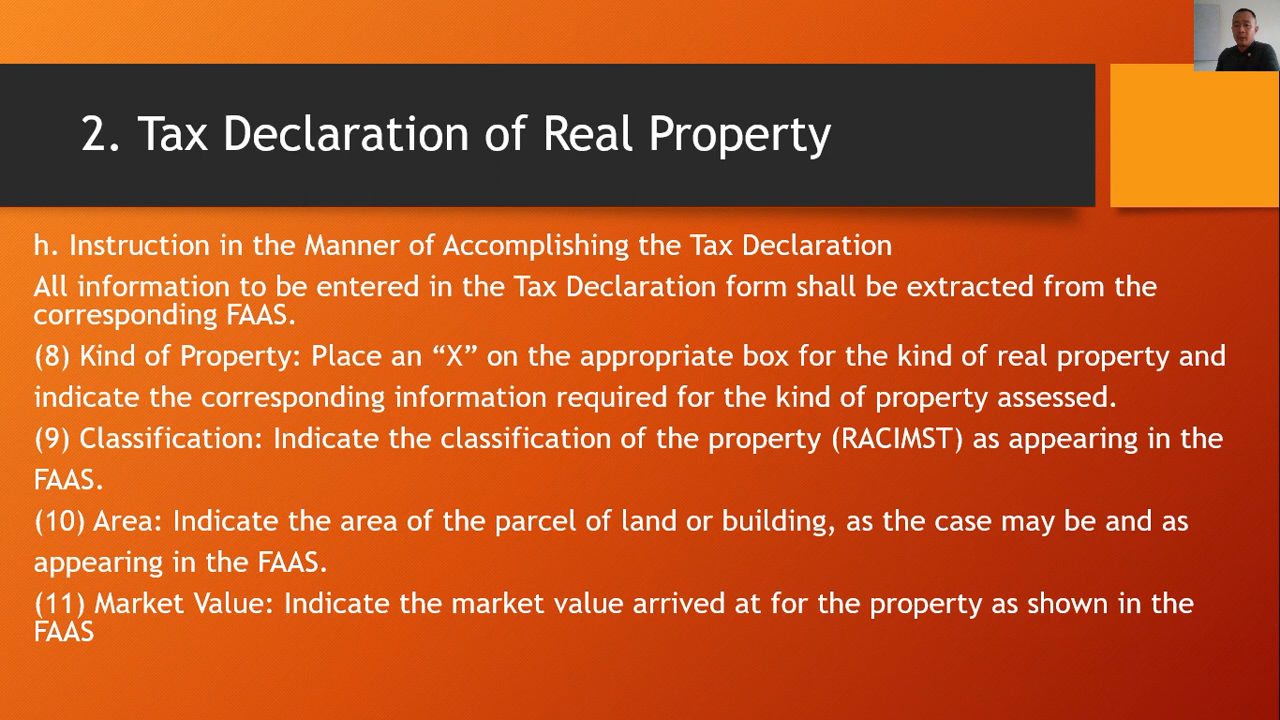 2. Tax Declaration of Real Property
h. Instruction in the Manner of Accomplishing the Tax Declaration
All information to be entered in the Tax Declaration form shall be extracted from the
corresponding FAAS.
(8) Kind of Property: Place an “X” on the appropriate box for the kind of real property and
indicate the corresponding information required for the kind of property assessed.
(9) Classification: Indicate the classification of the property (RACIMST) as appearing in the
FAAS.
(10) Area: Indicate the area of the parcel of land or building, as the case may be and as
appearing in the FAAS.
(11) Market Value: Indicate the market value arrived at for the property as shown in the
FAAS